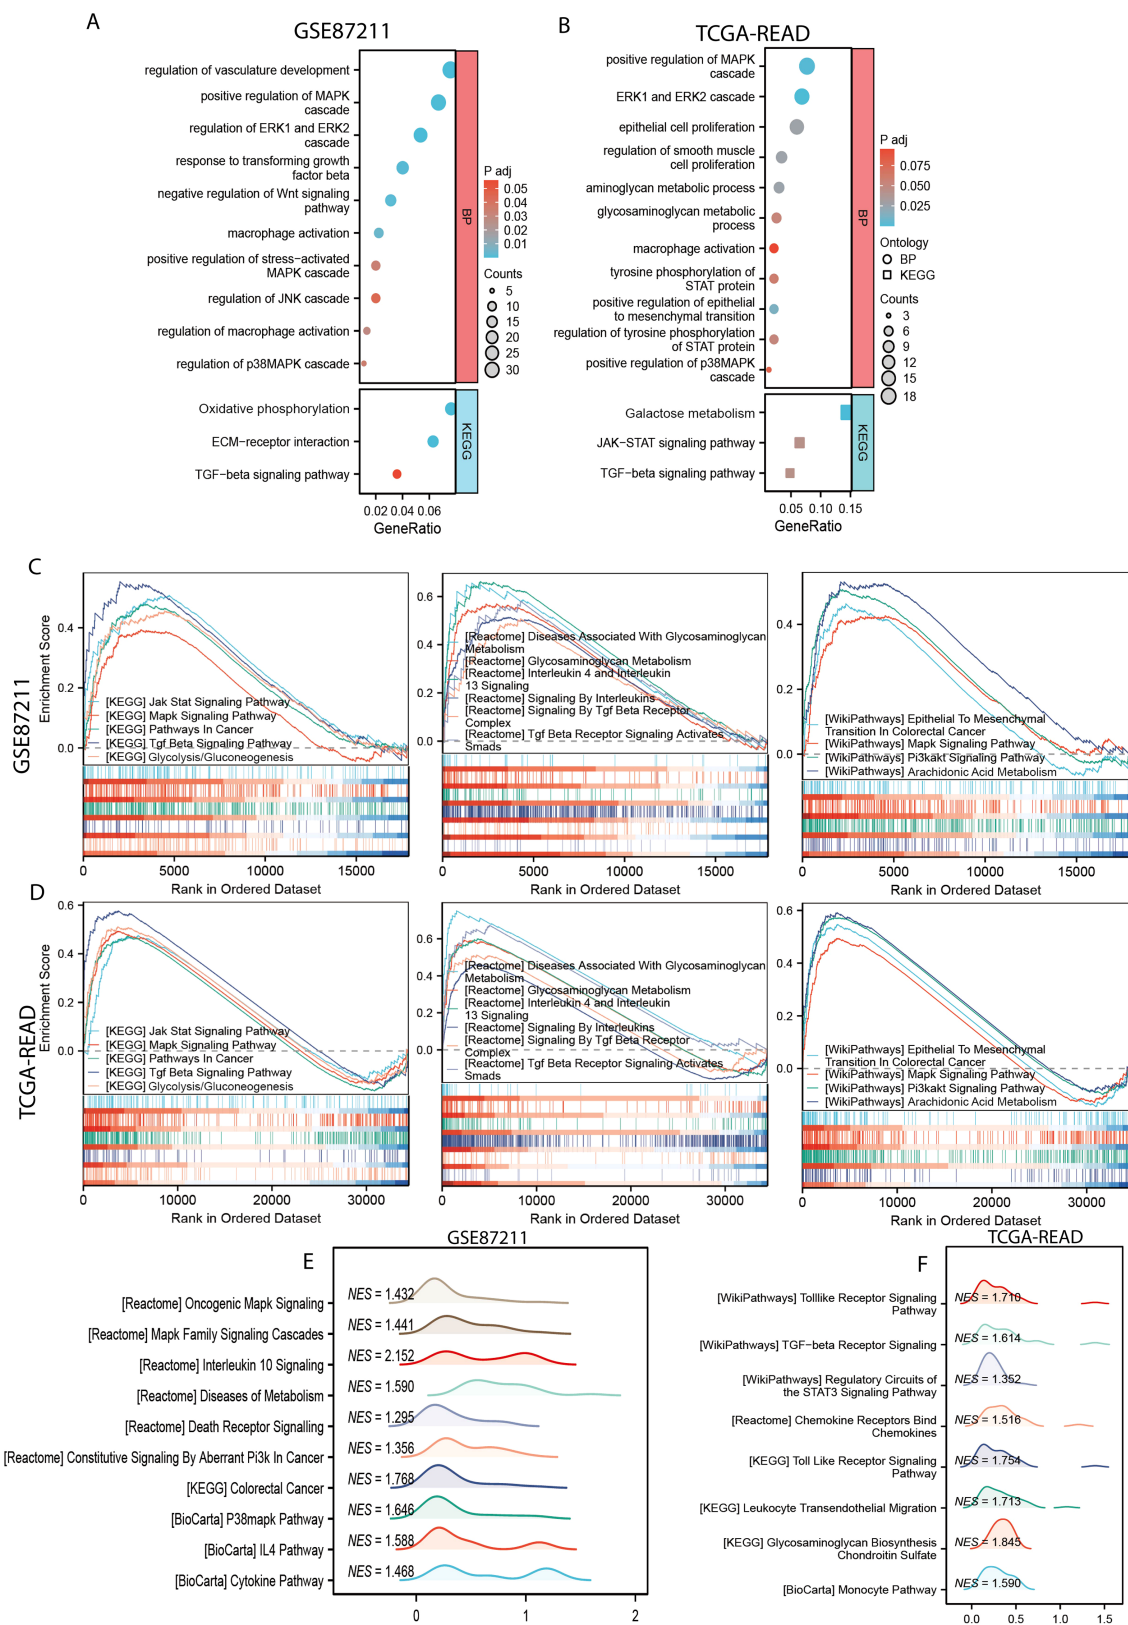 A
GSE87211
regulation of vasculature development
positive regulation of MAPK
cascade
regulation of ERK1 and ERK2
cascade
response to transforming growth
factor beta
negative regulation of Wnt signaling
pathway
macrophage activation
positive regulation of stress−activated
MAPK cascade
regulation of JNK cascade
regulation of macrophage activation
regulation of p38MAPK cascade
BP
Oxidative phosphorylation
ECM−receptor interaction
TGF−beta signaling pathway
KEGG
0.02 0.04 0.06
GeneRatio
P adj
0.05
0.04
0.03
0.02
0.01
Counts
5
10
15
20
25
30
B
TCGA-READ
positive regulation of MAPK
cascade
ERK1 and ERK2 cascade
epithelial cell proliferation
regulation of smooth muscle
cell proliferation
aminoglycan metabolic process
glycosaminoglycan metabolic
process
macrophage activation
tyrosine phosphorylation of
STAT protein
positive regulation of epithelial
to mesenchymal transition
regulation of tyrosine phosphorylation
of STAT protein
positive regulation of p38MAPK
cascade
BP
Galactose metabolism
JAK−STAT signaling pathway
TGF−beta signaling pathway
KEGG
0.05 0.10 0.15
GeneRatio
P adj
0.075
0.050
0.025
Ontology
BP
KEGG
Counts
3
6
9
12
15
18
C
GSE87211
Enrichment Score
0.4
0.2
0.0
[KEGG] Jak Stat Signaling Pathway
[KEGG] Mapk Signaling Pathway
[KEGG] Pathways In Cancer
[KEGG] Tgf Beta Signaling Pathway
[KEGG] Glycolysis/Gluconeogenesis
0 5000 10000 15000
Rank in Ordered Dataset
0.6
0.4
0.2
0.0
[Reactome] Diseases Associated With Glycosaminoglycan
Metabolism
[Reactome] Glycosaminoglycan Metabolism
[Reactome] Interleukin 4 and Interleukin
13 Signaling
[Reactome] Signaling By Interleukins
[Reactome] Signaling By Tgf Beta Receptor
Complex
[Reactome] Tgf Beta Receptor Signaling Activates
Smads
0 5000 10000 15000
Rank in Ordered Dataset
0.4
0.2
0.0
[WikiPathways] Epithelial To Mesenchymal
Transition In Colorectal Cancer
[WikiPathways] Mapk Signaling Pathway
[WikiPathways] Pi3kakt Signaling Pathway
[WikiPathways] Arachidonic Acid Metabolism
0 5000 10000 15000
Rank in Ordered Dataset
D
TCGA-READ
Enrichment Score
0.6
0.4
0.2
0.0
[KEGG] Jak Stat Signaling Pathway
[KEGG] Mapk Signaling Pathway
[KEGG] Pathways In Cancer
[KEGG] Tgf Beta Signaling Pathway
[KEGG] Glycolysis/Gluconeogenesis
0 10000 20000 30000
Rank in Ordered Dataset
0.6
0.4
0.2
0.0
[Reactome] Diseases Associated With Glycosaminoglycan
Metabolism
[Reactome] Glycosaminoglycan Metabolism
[Reactome] Interleukin 4 and Interleukin
13 Signaling
[Reactome] Signaling By Interleukins
[Reactome] Signaling By Tgf Beta Receptor
Complex
[Reactome] Tgf Beta Receptor Signaling Activates
Smads
0 10000 20000 30000
Rank in Ordered Dataset
0.6
0.4
0.2
0.0
[WikiPathways] Epithelial To Mesenchymal
Transition In Colorectal Cancer
[WikiPathways] Mapk Signaling Pathway
[WikiPathways] Pi3kakt Signaling Pathway
[WikiPathways] Arachidonic Acid Metabolism
0 10000 20000 30000
Rank in Ordered Dataset
E
GSE87211
[Reactome] Oncogenic Mapk Signaling NES = 1.432
[Reactome] Mapk Family Signaling Cascades NES = 1.441
[Reactome] Interleukin 10 Signaling NES = 2.152
[Reactome] Diseases of Metabolism NES = 1.590
[Reactome] Death Receptor Signalling NES = 1.295
[Reactome] Constitutive Signaling By Aberrant Pi3k In Cancer NES = 1.356
[KEGG] Colorectal Cancer NES = 1.768
[BioCarta] P38mapk Pathway NES = 1.646
[BioCarta] IL4 Pathway NES = 1.588
[BioCarta] Cytokine Pathway NES = 1.468
0 1 2
F
TCGA-READ
[WikiPathways] Tolllike Receptor Signaling NES = 1.710
Pathway
[WikiPathways] TGF−beta Receptor Signaling NES = 1.614
[WikiPathways] Regulatory Circuits of NES = 1.352
the STAT3 Signaling Pathway
[Reactome] Chemokine Receptors Bind NES = 1.516
Chemokines
[KEGG] Toll Like Receptor Signaling NES = 1.754
Pathway
[KEGG] Leukocyte Transendothelial Migration NES = 1.713
[KEGG] Glycosaminoglycan Biosynthesis NES = 1.845
Chondroitin Sulfate
[BioCarta] Monocyte Pathway NES = 1.590
0.0 0.5 1.0 1.5